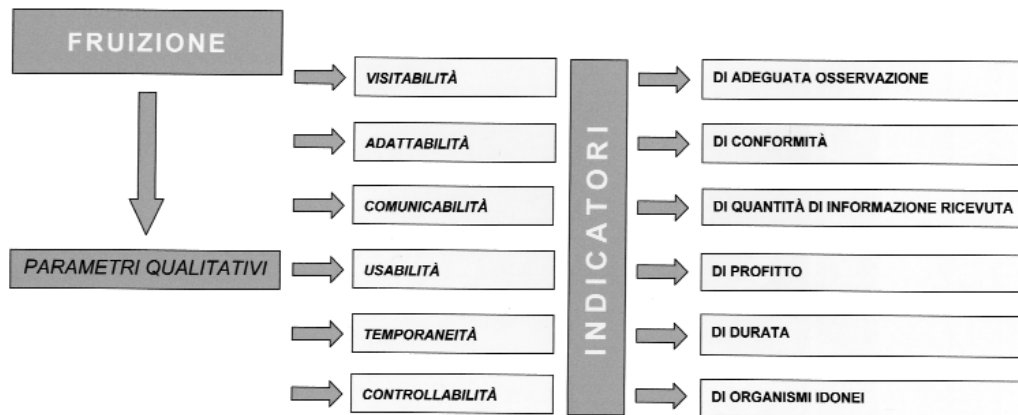 FRUIZIONE
VISITABILITÀ
DI ADEGUATA OSSERVAZIONE
ADATTABILITÀ
DI CONFORMITÀ
COMUNICABILITÀ
DI QUANTITÀ DI INFORMAZIONE RICEVUTA
PARAMETRI QUALITATIVI
USABILITÀ
DI PROFITTO
TEMPORANEITÀ
DI DURATA
CONTROLLABILITÀ
DI ORGANISMI IDONEI
INDICATORI